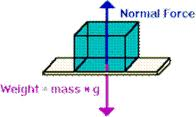 Normal Force
Weight = mass * g